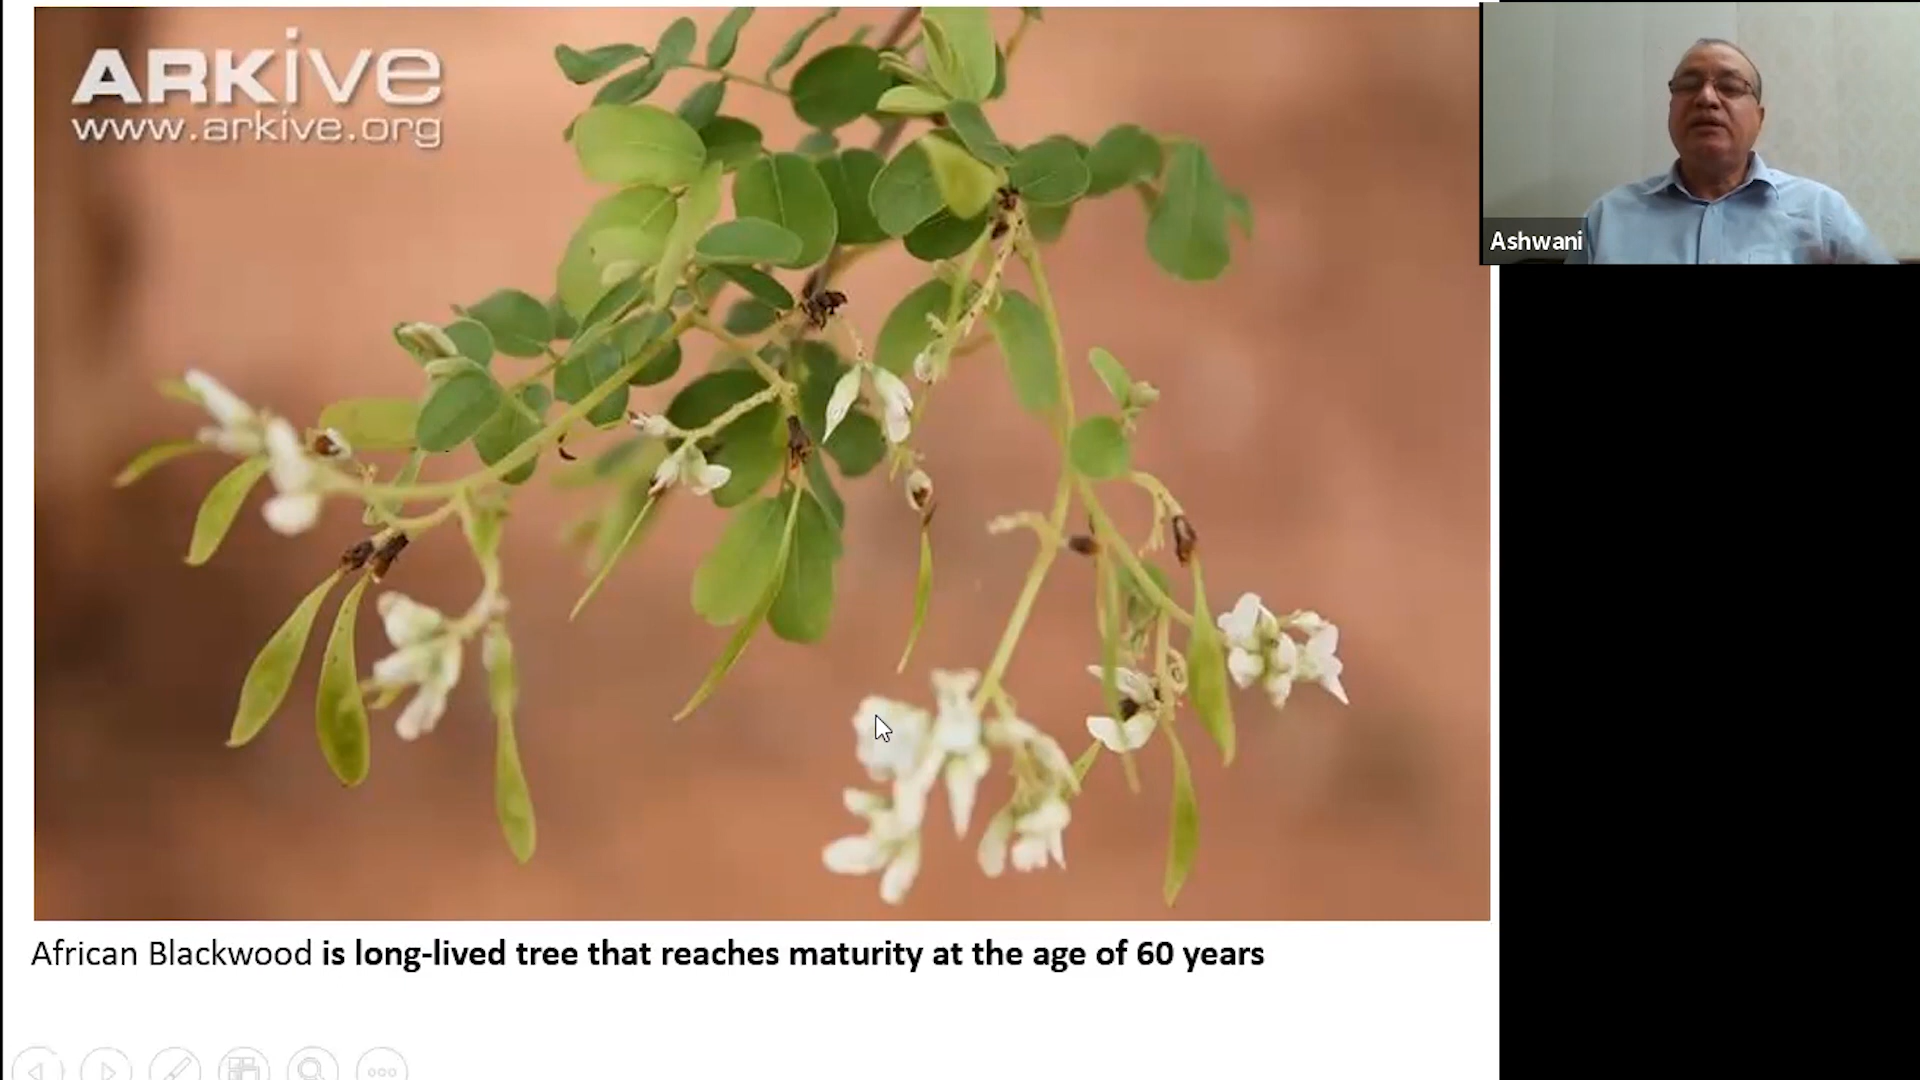 ARKive
www.arkive.org
Ashwani
African Blackwood is long-lived tree that reaches maturity at the age of 60 years